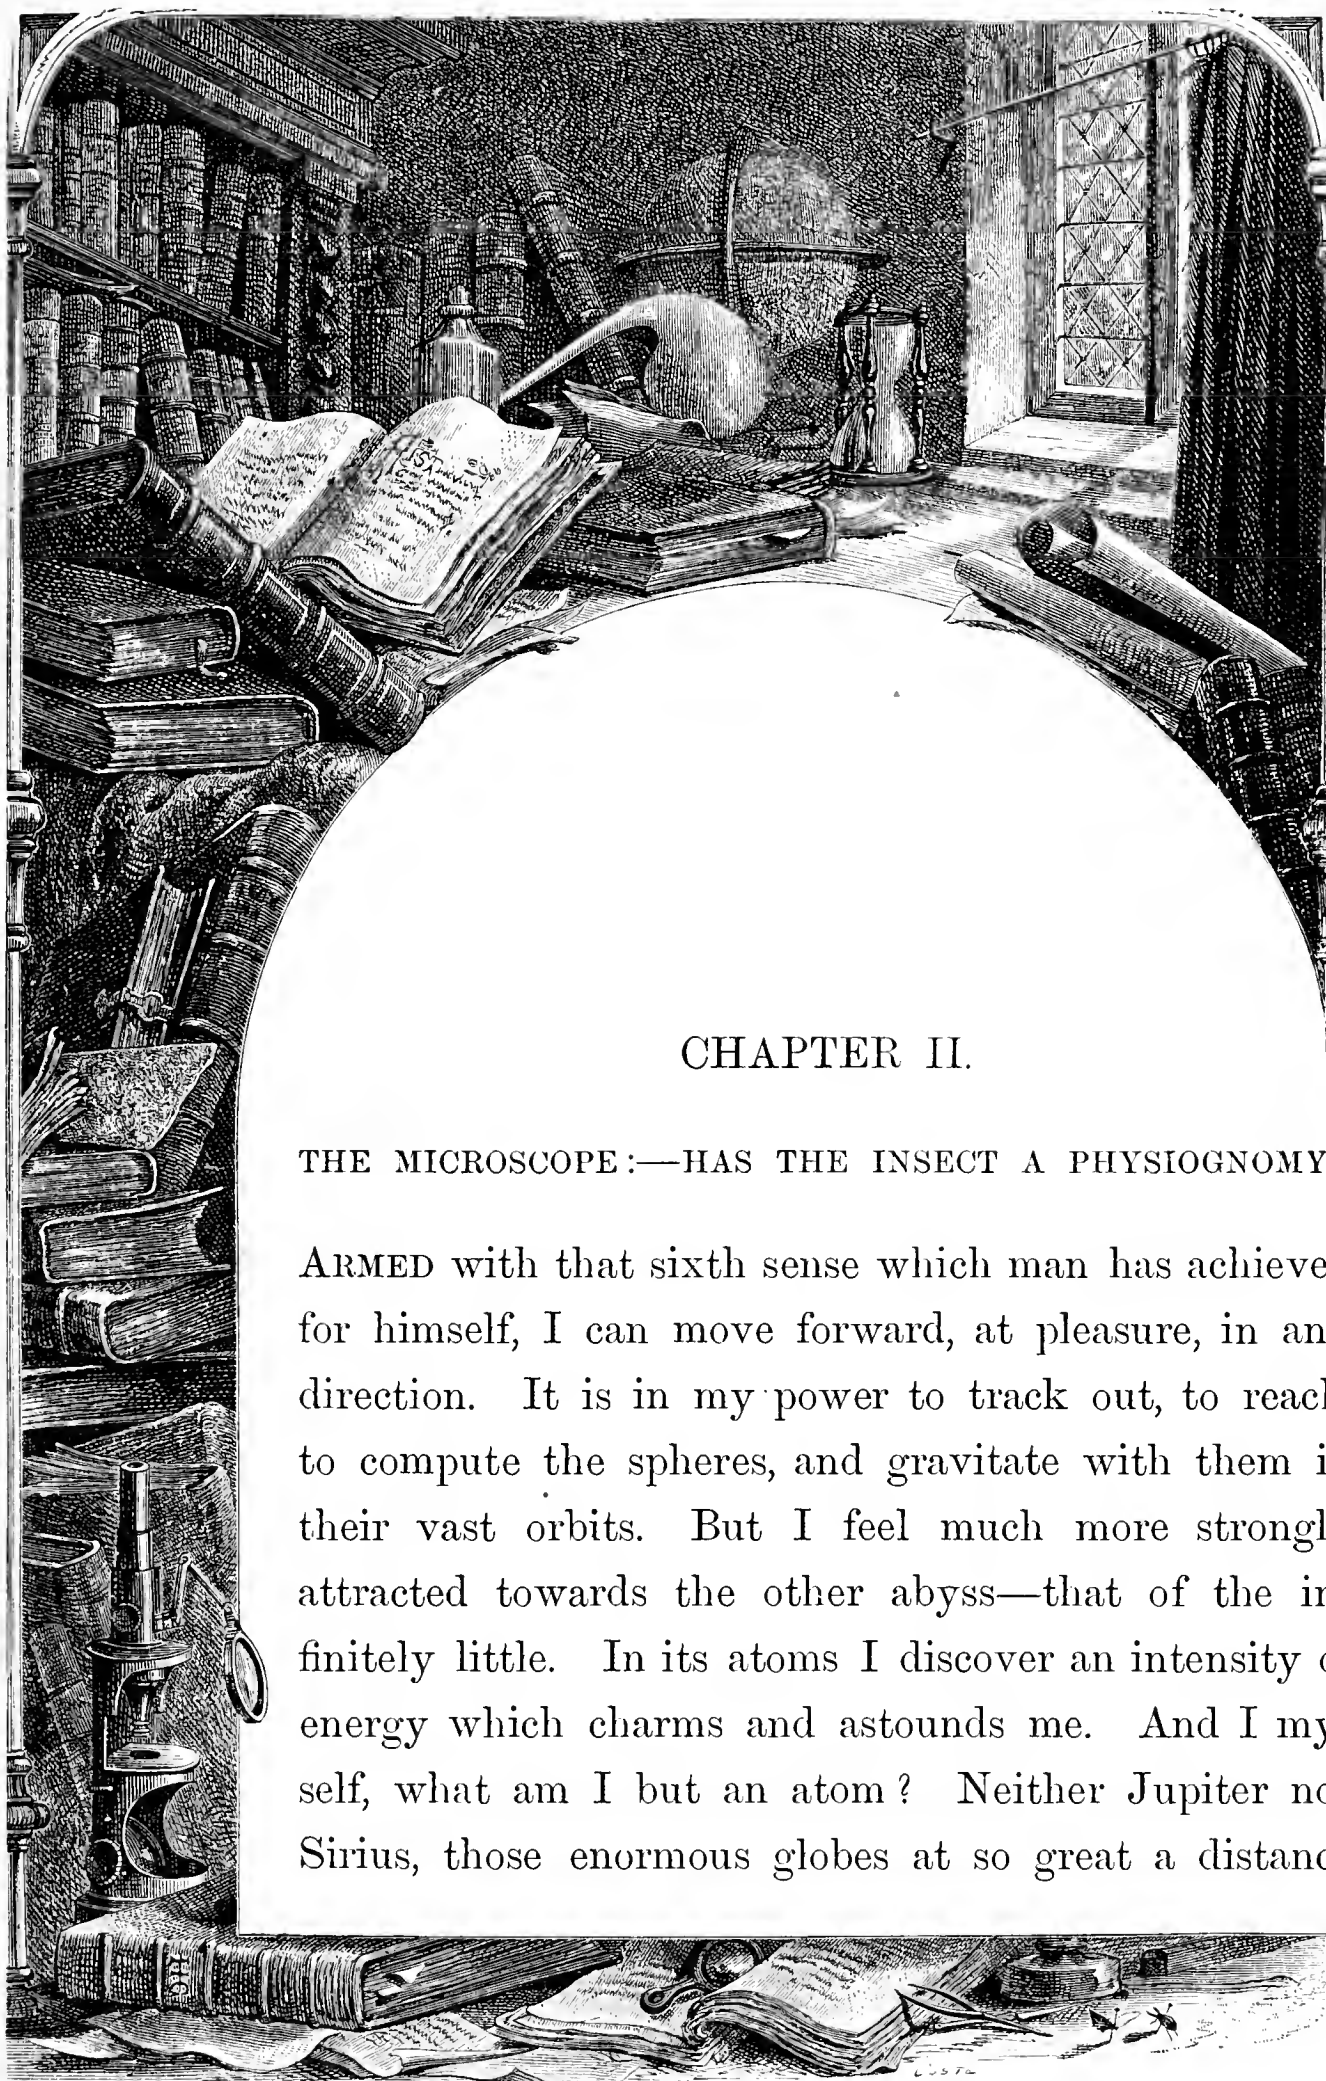 CHAPTER II.
THE MICROSCOPE:—HAS THE INSECT A PHYSIOGNOMY
ARMED with that sixth sense which man has achieve
for himself, I can move forward, at pleasure, in an
direction. It is in my power to track out, to reac
to compute the spheres, and gravitate with them i
their vast orbits. But I feel much more strongl
attracted towards the other abyss—that of the in
finitely little. In its atoms I discover an intensity o
energy which charms and astounds me. And I my
self, what am I but an atom? Neither Jupiter no
Sirius, those enormous globes at so great a distanc